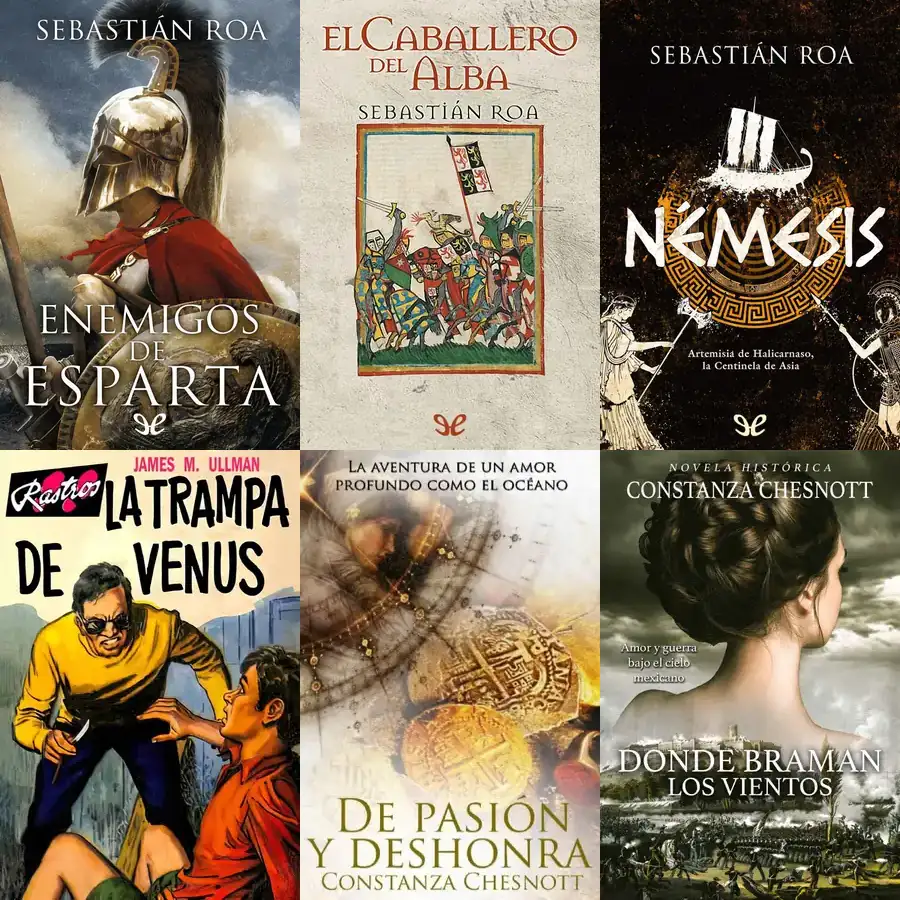 SEBASTIÁN ROA
ENEMIGOS
DE
ESPARTA
EL CABALLERO
DEL ALBA
SEBASTIÁN ROA
SEBASTIÁN ROA
NÉMESIS
Artemisia de Halicarnaso,
la Centinela de Asia
Rastros
JAMES M. ULLMAN
LA TRAMPA
DE VENUS
LA AVENTURA DE UN AMOR
PROFUNDO COMO EL OCÉANO
DE PASIÓN
Y DESHONRA
CONSTANZA CHESNOTT
NOVELA HISTÓRICA
CONSTANZA CHESNOTT
Amor y guerra
bajo el cielo
mexicano
DONDE BRAMAN
LOS VIENTOS